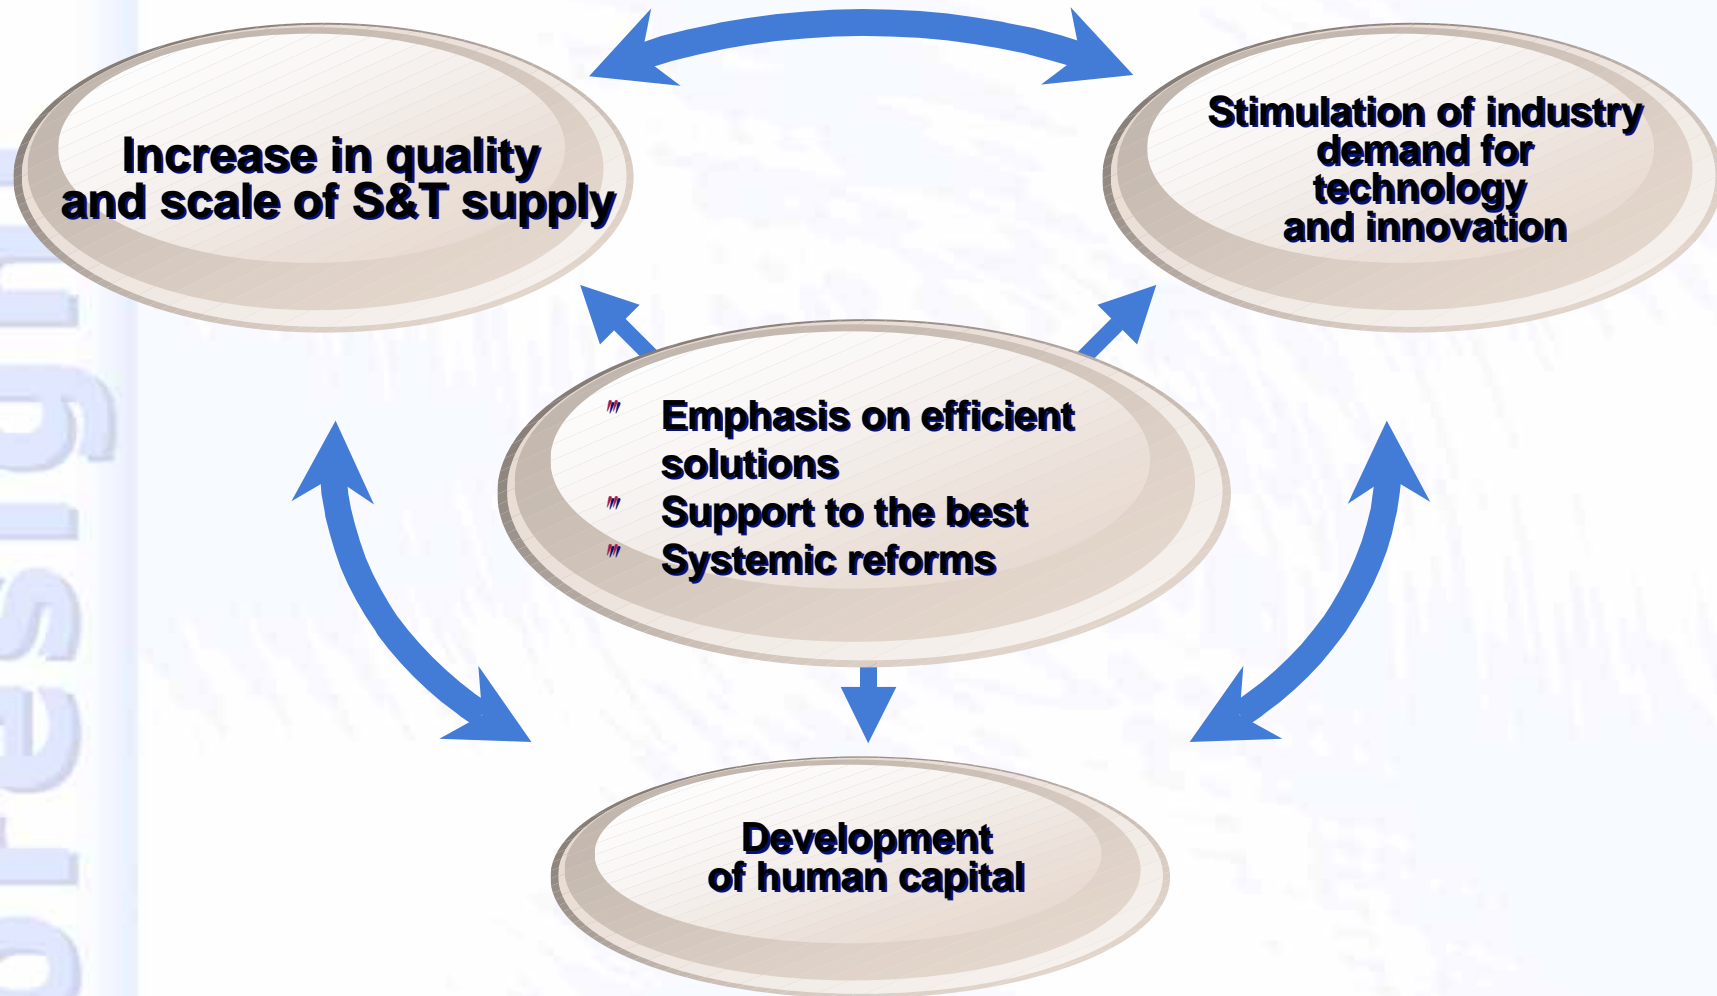 Increase in quality
and scale of S&T supply
Stimulation of industry
demand for
technology
and innovation
Emphasis on efficient
solutions
Support to the best
Systemic reforms
Development
of human capital